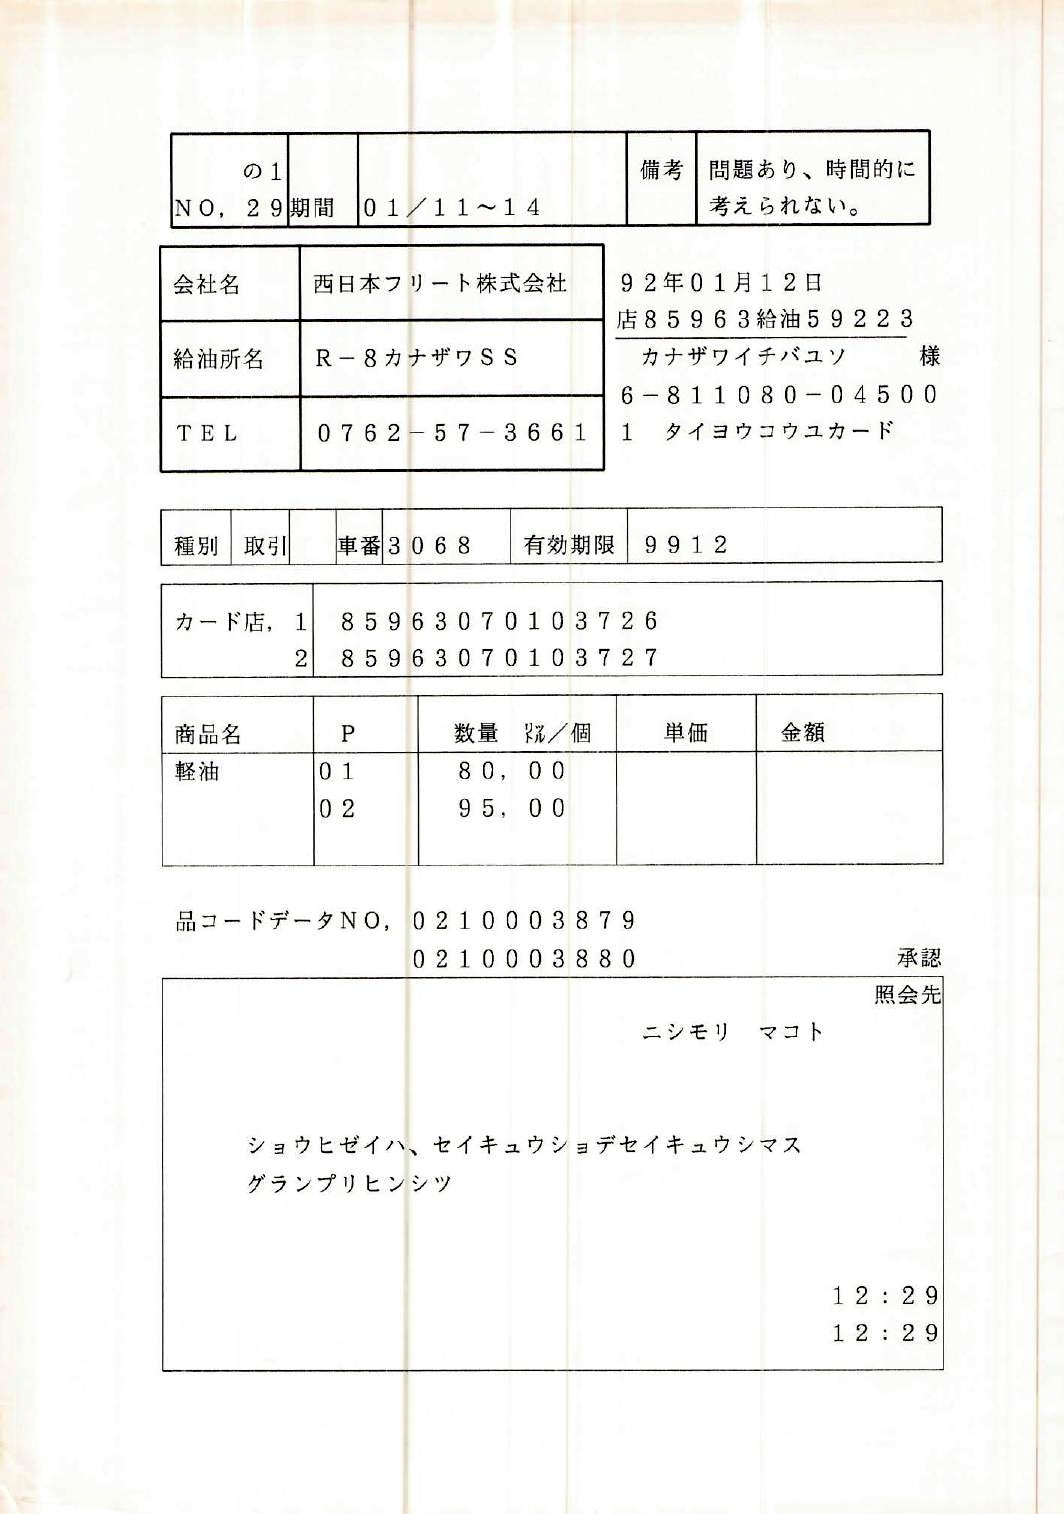 の1
NO，29 期間 01／11〜14 備考 問題あり、時間的に
考えられない。
会社名 西日本フリート株式会社
給油所名 R－8カナザワSS
TEL 0762－57－3661
92年01月12日
店85963給油59223
カナザワイチバユソ 様
6－811080－04500
1 タイヨウコウユカード
種別 取引 車番 3068 有効期限 9912
カード店，1 85963070103726
2 85963070103727
商品名 P 数量 ㍑／個 単価 金額
軽油 01 80，00
02 95，00
品コードデータNO，0210003879
0210003880 承認
照会先
ニシモリ マコト
ショウヒゼイハ、セイキュウショデセイキュウシマス
グランプリヒンシツ
12：29
12：29